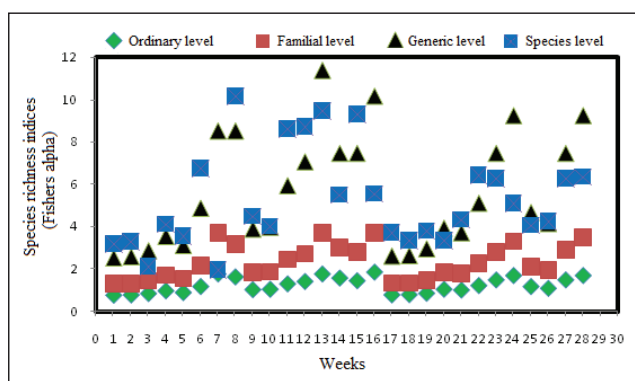 Ordinary level Familial level Generic level Species level
12
10
8
6
4
2
0
Species richness indices
(Fishers alpha)
0 1 2 3 4 5 6 7 8 9 10 11 12 13 14 15 16 17 18 19 20 21 22 23 24 25 26 27 28 29 30
Weeks